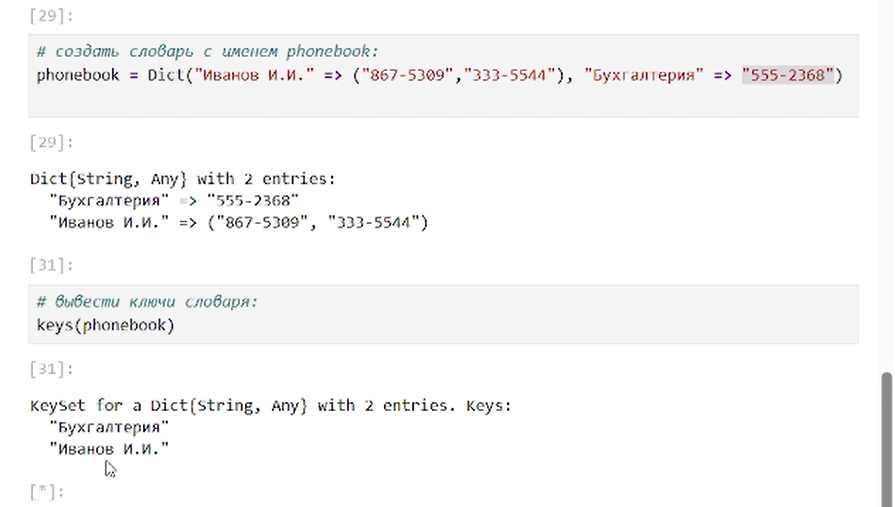 [29]:
# создать словарь с именем phonebook:
phonebook = Dict("Иванов И.И." => ("867-5309","333-5544"), "Бухгалтерия" => "555-2368")
[29]:
Dict{String, Any} with 2 entries:
"Бухгалтерия" => "555-2368"
"Иванов И.И." => ("867-5309", "333-5544")
[31]:
# вывести ключи словаря:
keys(phonebook)
[31]:
KeySet for a Dict{String, Any} with 2 entries. Keys:
"Бухгалтерия"
"Иванов И.И."
[*]: